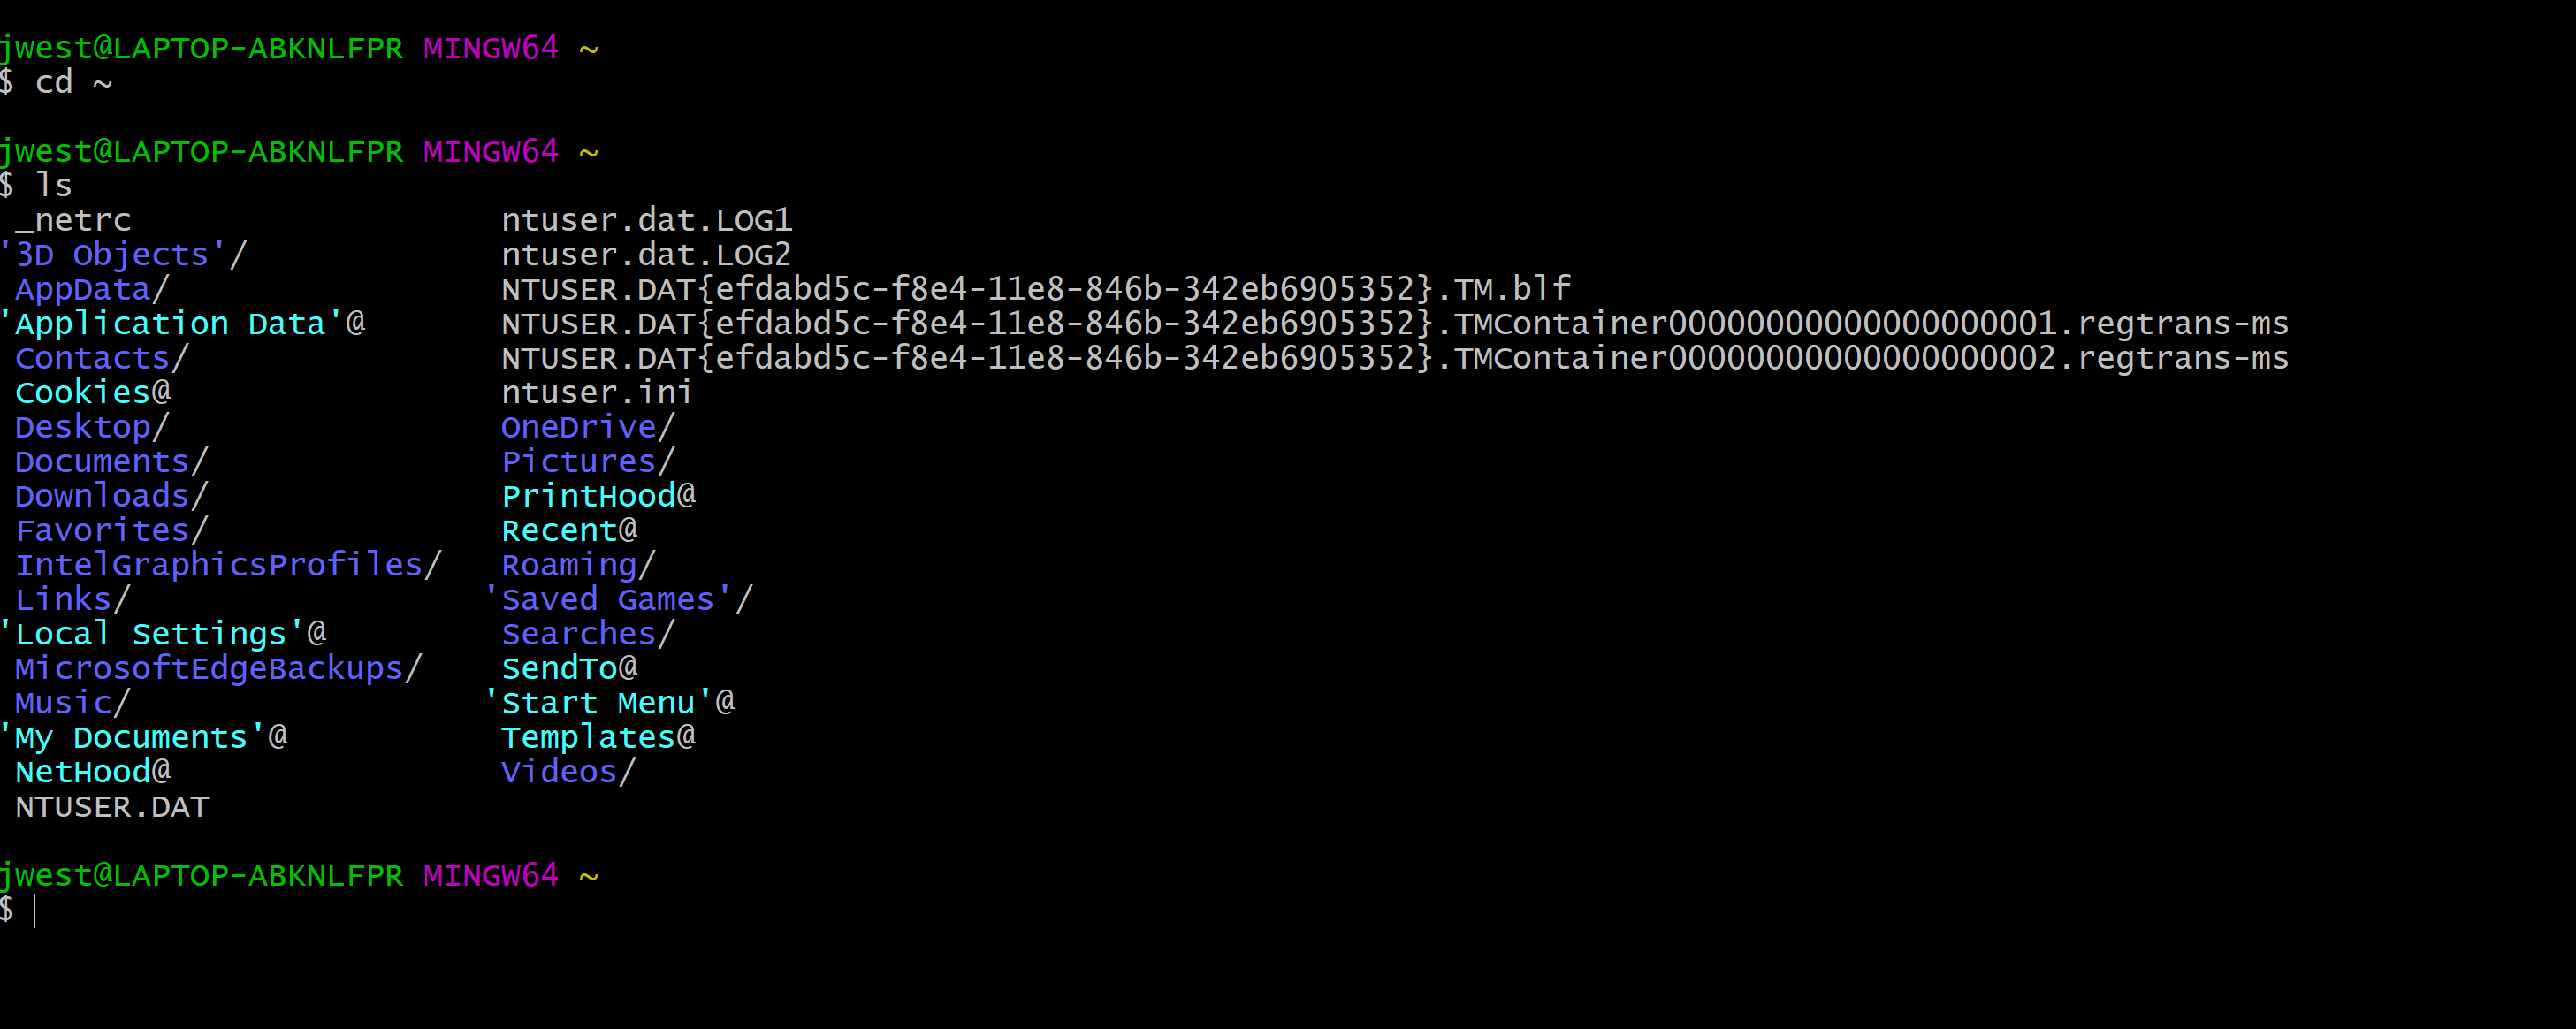 jwest@LAPTOP-ABKNLFPR MINGW64 ~
$ cd ~

jwest@LAPTOP-ABKNLFPR MINGW64 ~
$ ls
 _netrc                   ntuser.dat.LOG1
'3D Objects'/             ntuser.dat.LOG2
 AppData/                 NTUSER.DAT{efdabd5c-f8e4-11e8-846b-342eb6905352}.TM.blf
'Application Data'@       NTUSER.DAT{efdabd5c-f8e4-11e8-846b-342eb6905352}.TMContainer00000000000000000001.regtrans-ms
 Contacts/                NTUSER.DAT{efdabd5c-f8e4-11e8-846b-342eb6905352}.TMContainer00000000000000000002.regtrans-ms
 Cookies@                 ntuser.ini
 Desktop/                 OneDrive/
 Documents/               Pictures/
 Downloads/               PrintHood@
 Favorites/               Recent@
 IntelGraphicsProfiles/   Roaming/
 Links/                  'Saved Games'/
'Local Settings'@         Searches/
 MicrosoftEdgeBackups/    SendTo@
 Music/                  'Start Menu'@
'My Documents'@           Templates@
 NetHood@                 Videos/
 NTUSER.DAT

jwest@LAPTOP-ABKNLFPR MINGW64 ~
$